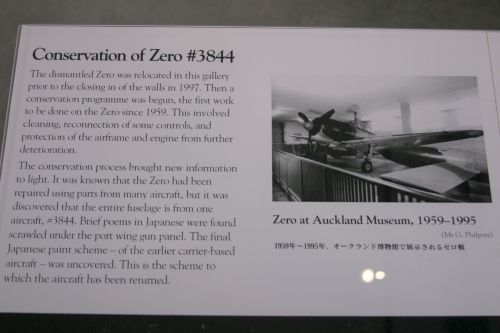 Conservation of Zero #3844
The dismantled Zero was relocated in this gallery
prior to the closing in of the walls in 1997. Then a
conservation programme was begun, the first work
to be done on the Zero since 1959. This involved
cleaning, reconnection of some controls, and
protection of the airframe and engine from further
deterioration.
The conservation process brought new information
to light. It was known that the Zero had been
repaired using parts from many aircraft, but it was
discovered that the entire fuselage is from one
aircraft, #3844. Brief poems in Japanese were found
scrawled under the port wing gun panel. The final
Japanese paint scheme – of the earlier carrier-based
aircraft – was uncovered. This is the scheme to
which the aircraft has been returned.
Zero at Auckland Museum, 1959–1995
(Mr G. Philpott)
1959年～1995年、オークランド博物館で展示されるゼロ戦